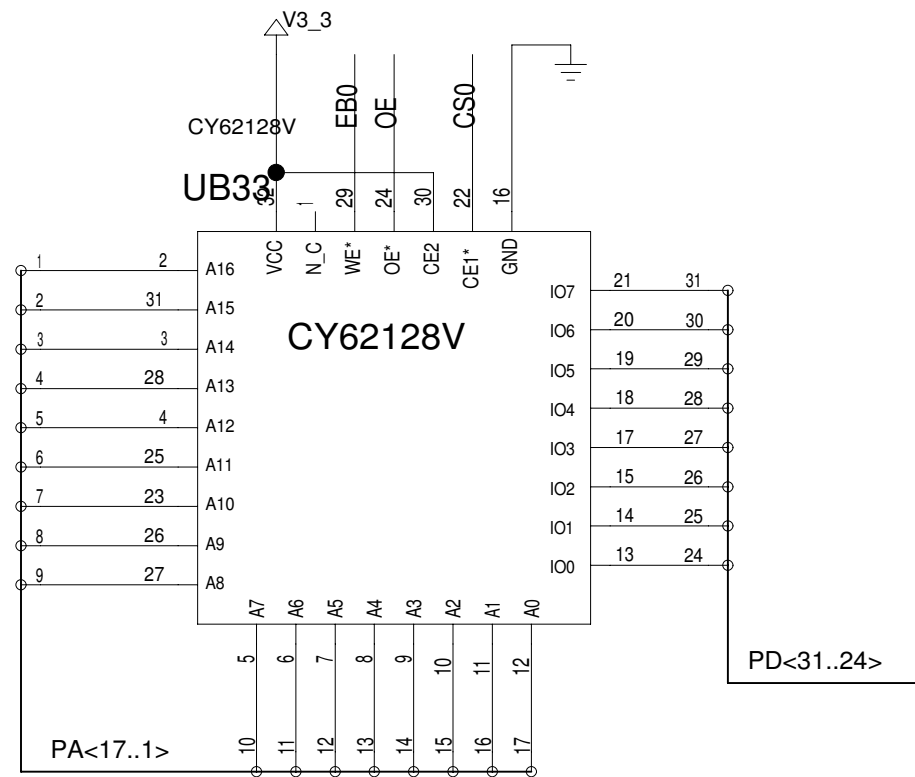 V3_3
EB0
OE
CS0
CY62128V
UB33
32
1
29
24
30
22
16
VCC
N_C
WE*
OE*
CE2
CE1*
GND
CY62128V
1 2 A16
2 31 A15
3 3 A14
4 28 A13
5 4 A12
6 25 A11
7 23 A10
8 26 A9
9 27 A8
IO7 21 31
IO6 20 30
IO5 19 29
IO4 18 28
IO3 17 27
IO2 15 26
IO1 14 25
IO0 13 24
A7 A6 A5 A4 A3 A2 A1 A0
5 6 7 8 9 10 11 12
10 11 12 13 14 15 16 17
PA<17..1>
PD<31..24>